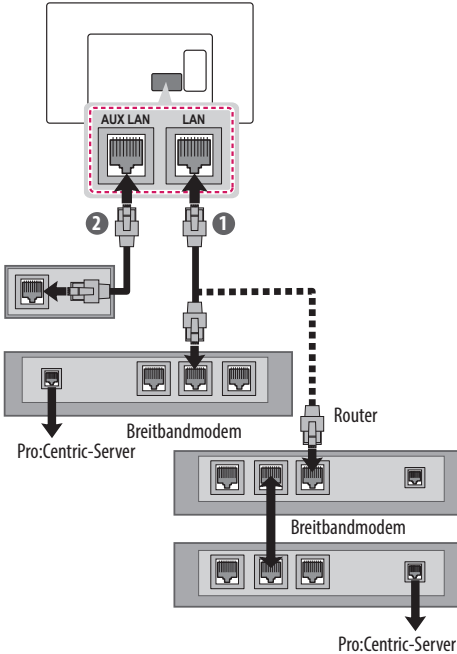 AUX LAN LAN
2 1
Breitbandmodem
Pro:Centric-Server
Router
Breitbandmodem
Pro:Centric-Server